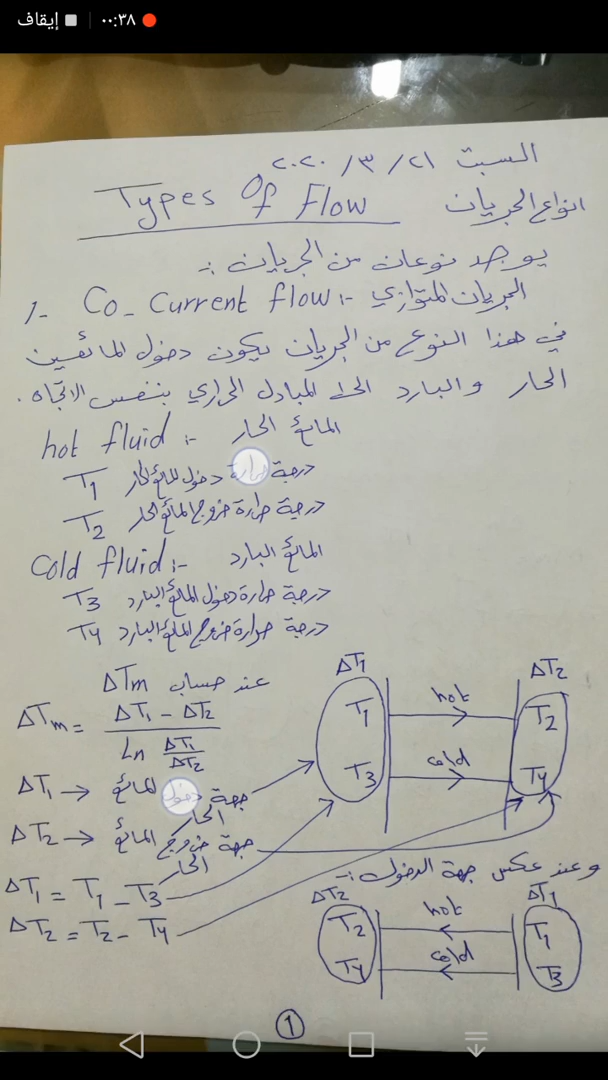 ٠٠:٣٨ | إيقاف
السبت ٢١ / ٣ / ٢٠٢٠
Types Of Flow انواع الجريان
يوجد نوعان من الجريان :-
1- Co-Current flow :- الجريان المتوازي
في هذا النوع من الجريان يكون دخول المائعين
الحار والبارد الى المبادل الحراري بنفس الاتجاه .
hot fluid :- المائع الحار
T1 درجة حرارة دخول المائع الحار
T2 درجة حرارة خروج المائع الحار
Cold fluid :- المائع البارد
T3 درجة حرارة دخول المائع البارد
T4 درجة حرارة خروج المائع البارد
عند حساب ΔTm
ΔTm = ΔT1 - ΔT2 / Ln ΔT1/ΔT2
ΔT1 → جهة دخول المائع الحار
ΔT2 → جهة خروج المائع الحار
ΔT1 = T1 - T3
ΔT2 = T2 - T4
ΔT1 ΔT2
T1 hot T2
T3 cold T4
وعند عكس جهة الدخول :-
ΔT2 ΔT1
T2 hot T1
T4 cold T3
1